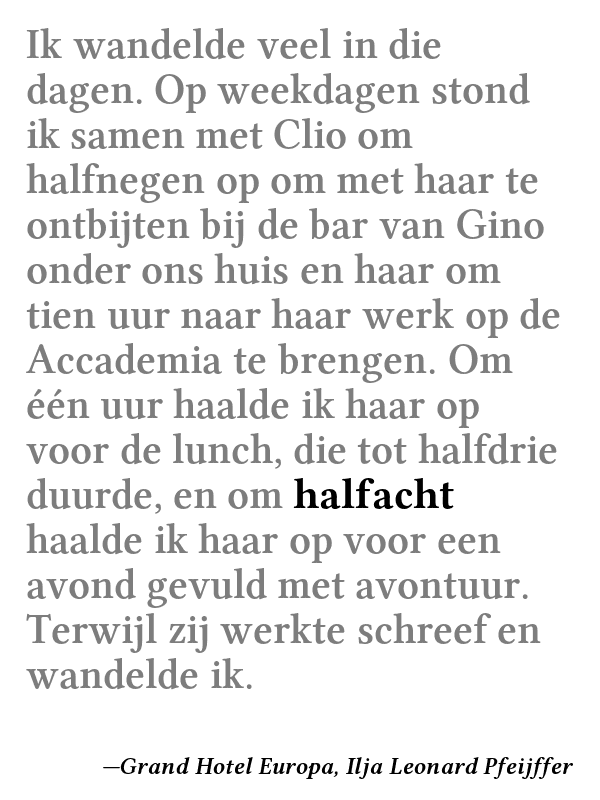 Ik wandelde veel in die
dagen. Op weekdagen stond
ik samen met Clio om
halfnegen op om met haar te
ontbijten bij de bar van Gino
onder ons huis en haar om
tien uur naar haar werk op de
Accademia te brengen. Om
één uur haalde ik haar op
voor de lunch, die tot halfdrie
duurde, en om halfacht
haalde ik haar op voor een
avond gevuld met avontuur.
Terwijl zij werkte schreef en
wandelde ik.
—Grand Hotel Europa, Ilja Leonard Pfeijffer